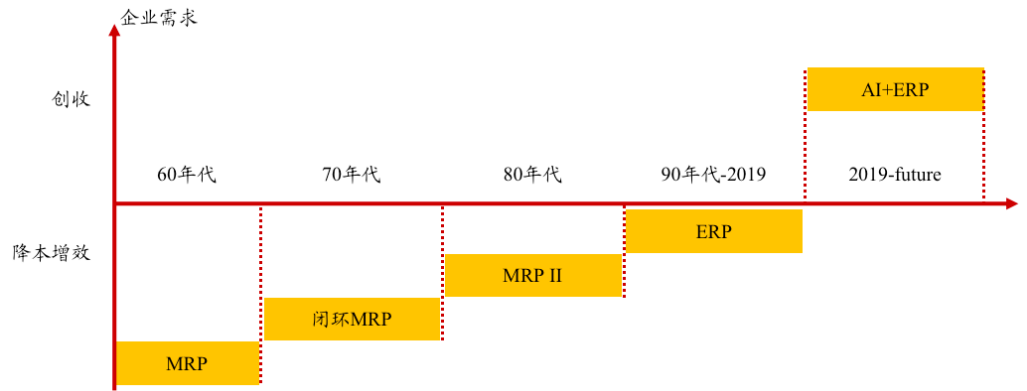 企业需求
创收
AI+ERP
60年代
70年代
80年代
90年代-2019
2019-future
降本增效
ERP
MRP II
闭环MRP
MRP